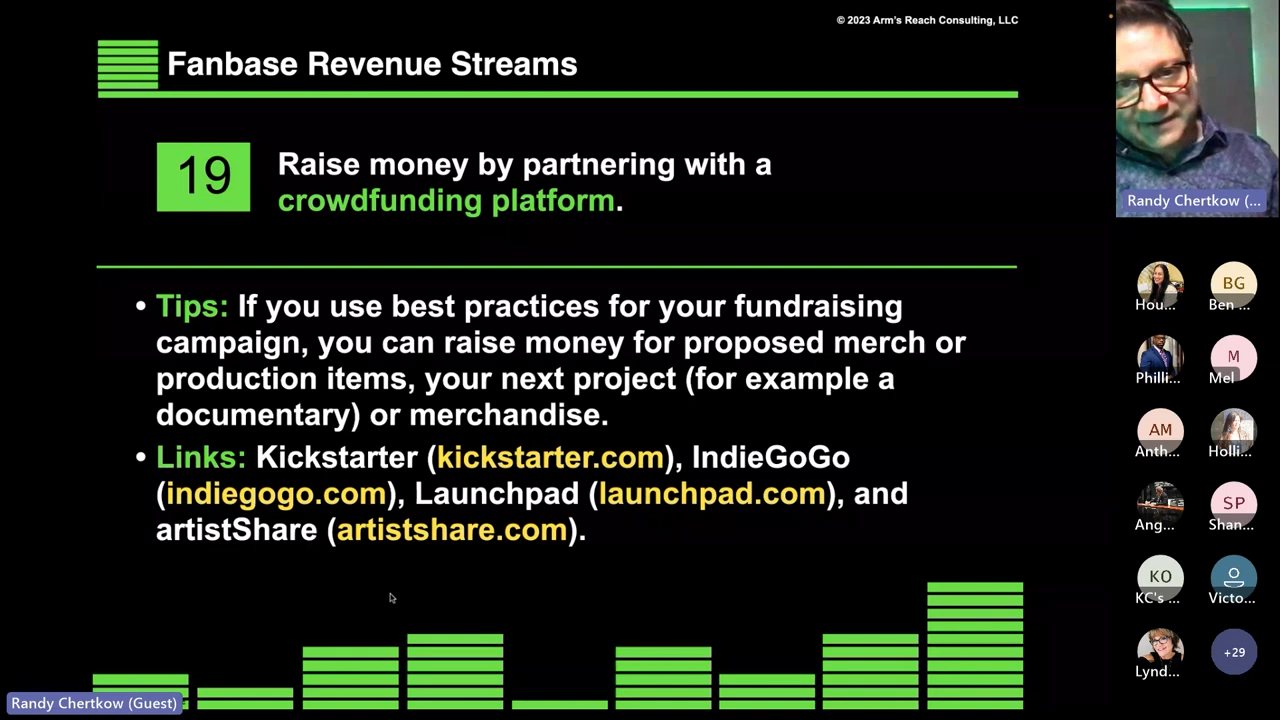 © 2023 Arm's Reach Consulting, LLC
Fanbase Revenue Streams
19
Raise money by partnering with a
crowdfunding platform.
• Tips: If you use best practices for your fundraising
campaign, you can raise money for proposed merch or
production items, your next project (for example a
documentary) or merchandise.
• Links: Kickstarter (kickstarter.com), IndieGoGo
(indiegogo.com), Launchpad (launchpad.com), and
artistShare (artistshare.com).
Randy Chertkow (Guest)
Randy Chertkow (...
Hou...
BG
Ben ...
Philli...
M
Mel
AM
Anth...
Holli...
Ang...
SP
Shan...
KO
KC's ...
Victo...
Lynd...
+29